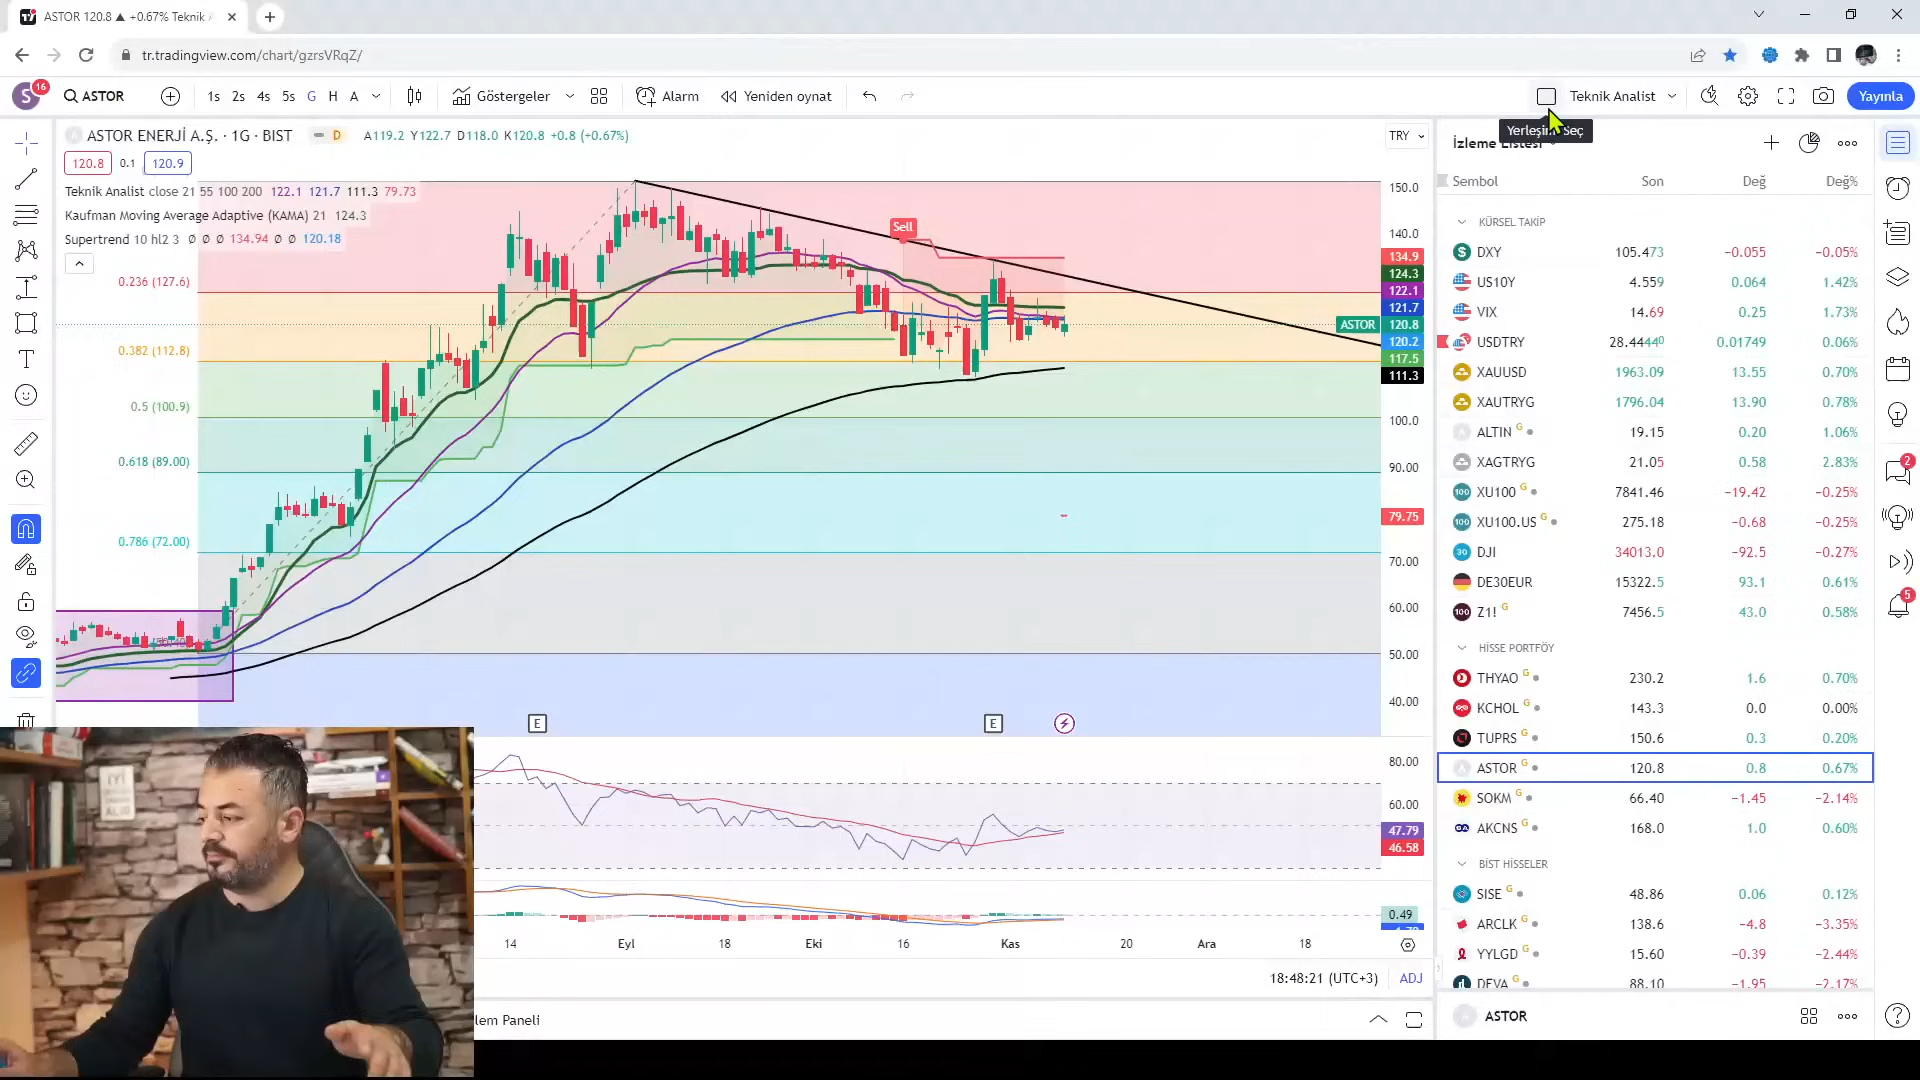 ASTOR 120.8 ▲ +0.67% Teknik
tr.tradingview.com/chart/gzrsVRqZ/
S 16 ASTOR 1s 2s 4s 5s G H A Göstergeler Alarm Yeniden oynat Teknik Analist Yayınla
Yerleşim Seç
ASTOR ENERJİ A.Ş. · 1G · BIST D A119.2 Y122.7 D118.0 K120.8 +0.8 (+0.67%)
120.8 0.1 120.9
Teknik Analist close 21 55 100 200 122.1 121.7 111.3 79.73
Kaufman Moving Average Adaptive (KAMA) 21 124.3
Supertrend 10 hl2 3 Ø Ø Ø 134.94 Ø Ø 120.18
Sell
0.236 (127.6)
0.382 (112.8)
0.5 (100.9)
0.618 (89.00)
0.786 (72.00)
E E
TRY
150.0
140.0
134.9
124.3
122.1
121.7
ASTOR 120.8
120.2
117.5
111.3
100.0
90.00
79.75
70.00
60.00
50.00
40.00
80.00
60.00
47.79
46.58
0.49
14 Eyl 18 Eki 16 Kas 20 Ara 18
18:48:21 (UTC+3) ADJ
lem Paneli
İzleme Listesi
Sembol Son Değ Değ%
KÜRSEL TAKİP
DXY 105.473 −0.055 −0.05%
US10Y 4.559 0.064 1.42%
VIX 14.69 0.25 1.73%
USDTRY 28.44440 0.01749 0.06%
XAUUSD 1963.09 13.55 0.70%
XAUTRYG 1796.04 13.90 0.78%
ALTIN G 19.15 0.20 1.06%
XAGTRYG 21.05 0.58 2.83%
100 XU100 G 7841.46 −19.42 −0.25%
100 XU100.US G 275.18 −0.68 −0.25%
30 DJI 34013.0 −92.5 −0.27%
DE30EUR 15322.5 93.1 0.61%
100 Z1! G 7456.5 43.0 0.58%
HİSSE PORTFÖY
THYAO G 230.2 1.6 0.70%
KCHOL G 143.3 0.0 0.00%
TUPRS G 150.6 0.3 0.20%
ASTOR G 120.8 0.8 0.67%
SOKM G 66.40 −1.45 −2.14%
AKCNS G 168.0 1.0 0.60%
BİST HİSSELER
SISE G 48.86 0.06 0.12%
ARCLK G 138.6 −4.8 −3.35%
YYLGD G 15.60 −0.39 −2.44%
DEVA G 88.10 −1.95 −2.17%
ASTOR
2
5